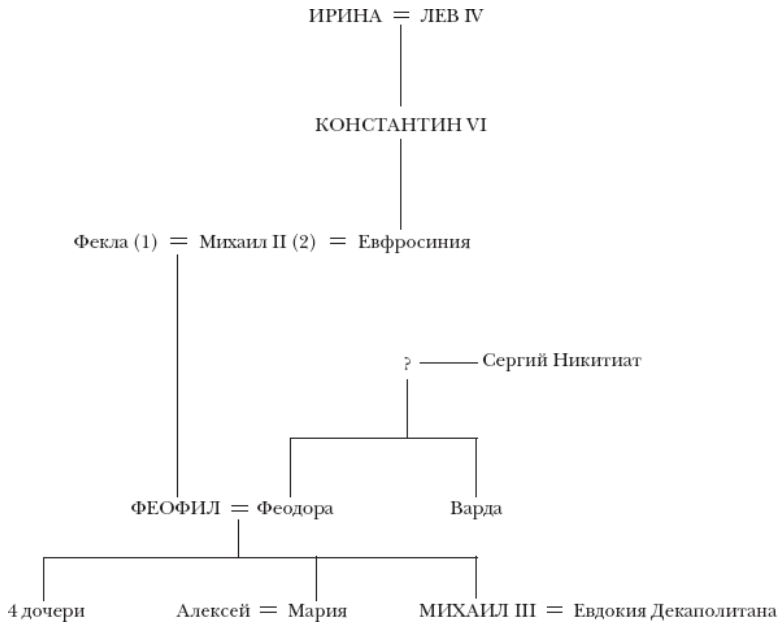 ИРИНА = ЛЕВ IV
КОНСТАНТИН VI
Фекла (1) = Михаил II (2) = Евфросиния
? Сергий Никитиат
ФЕОФИЛ = Феодора Варда
4 дочери Алексей = Мария МИХАИЛ III = Евдокия Декаполитана